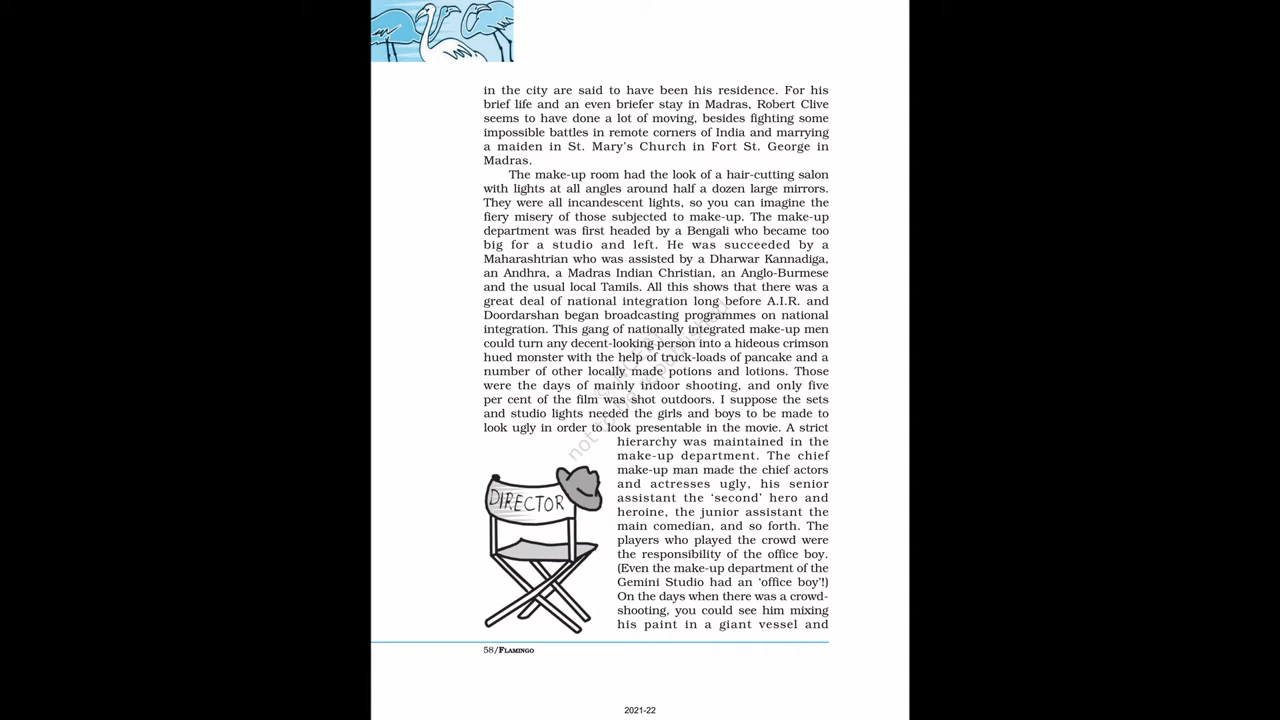 in the city are said to have been his residence. For his
brief life and an even briefer stay in Madras, Robert Clive
seems to have done a lot of moving, besides fighting some
impossible battles in remote corners of India and marrying
a maiden in St. Mary's Church in Fort St. George in
Madras.
The make-up room had the look of a hair-cutting salon
with lights at all angles around half a dozen large mirrors.
They were all incandescent lights, so you can imagine the
fiery misery of those subjected to make-up. The make-up
department was first headed by a Bengali who became too
big for a studio and left. He was succeeded by a
Maharashtrian who was assisted by a Dharwar Kannadiga,
an Andhra, a Madras Indian Christian, an Anglo-Burmese
and the usual local Tamils. All this shows that there was a
great deal of national integration long before A.I.R. and
Doordarshan began broadcasting programmes on national
integration. This gang of nationally integrated make-up men
could turn any decent-looking person into a hideous crimson
hued monster with the help of truck-loads of pancake and a
number of other locally made potions and lotions. Those
were the days of mainly indoor shooting, and only five
per cent of the film was shot outdoors. I suppose the sets
and studio lights needed the girls and boys to be made to
look ugly in order to look presentable in the movie. A strict
hierarchy was maintained in the
make-up department. The chief
make-up man made the chief actors
and actresses ugly, his senior
assistant the ‘second’ hero and
heroine, the junior assistant the
main comedian, and so forth. The
players who played the crowd were
the responsibility of the office boy.
(Even the make-up department of the
Gemini Studio had an ‘office boy’!)
On the days when there was a crowd-
shooting, you could see him mixing
his paint in a giant vessel and
DIRECTOR
58/FLAMINGO
2021-22
not to be republished